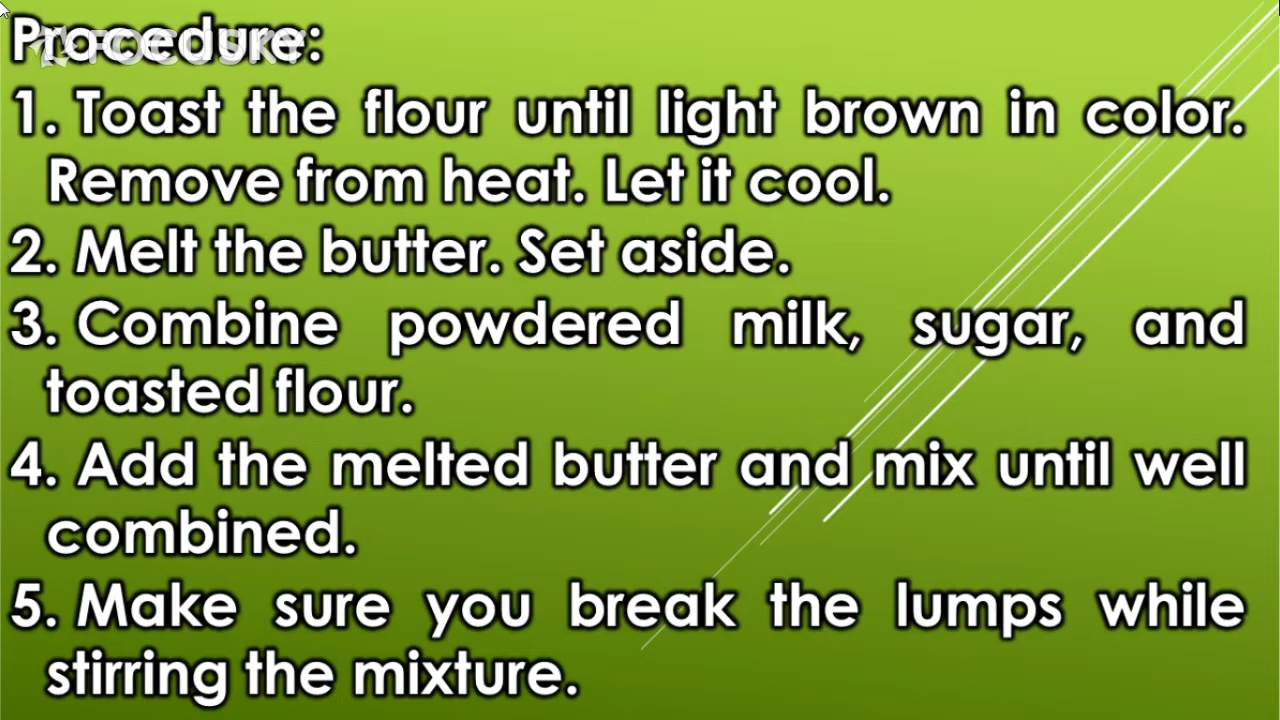 Procedure:
FOCUSKY
1. Toast the flour until light brown in color.
Remove from heat. Let it cool.
2. Melt the butter. Set aside.
3. Combine powdered milk, sugar, and
toasted flour.
4. Add the melted butter and mix until well
combined.
5. Make sure you break the lumps while
stirring the mixture.